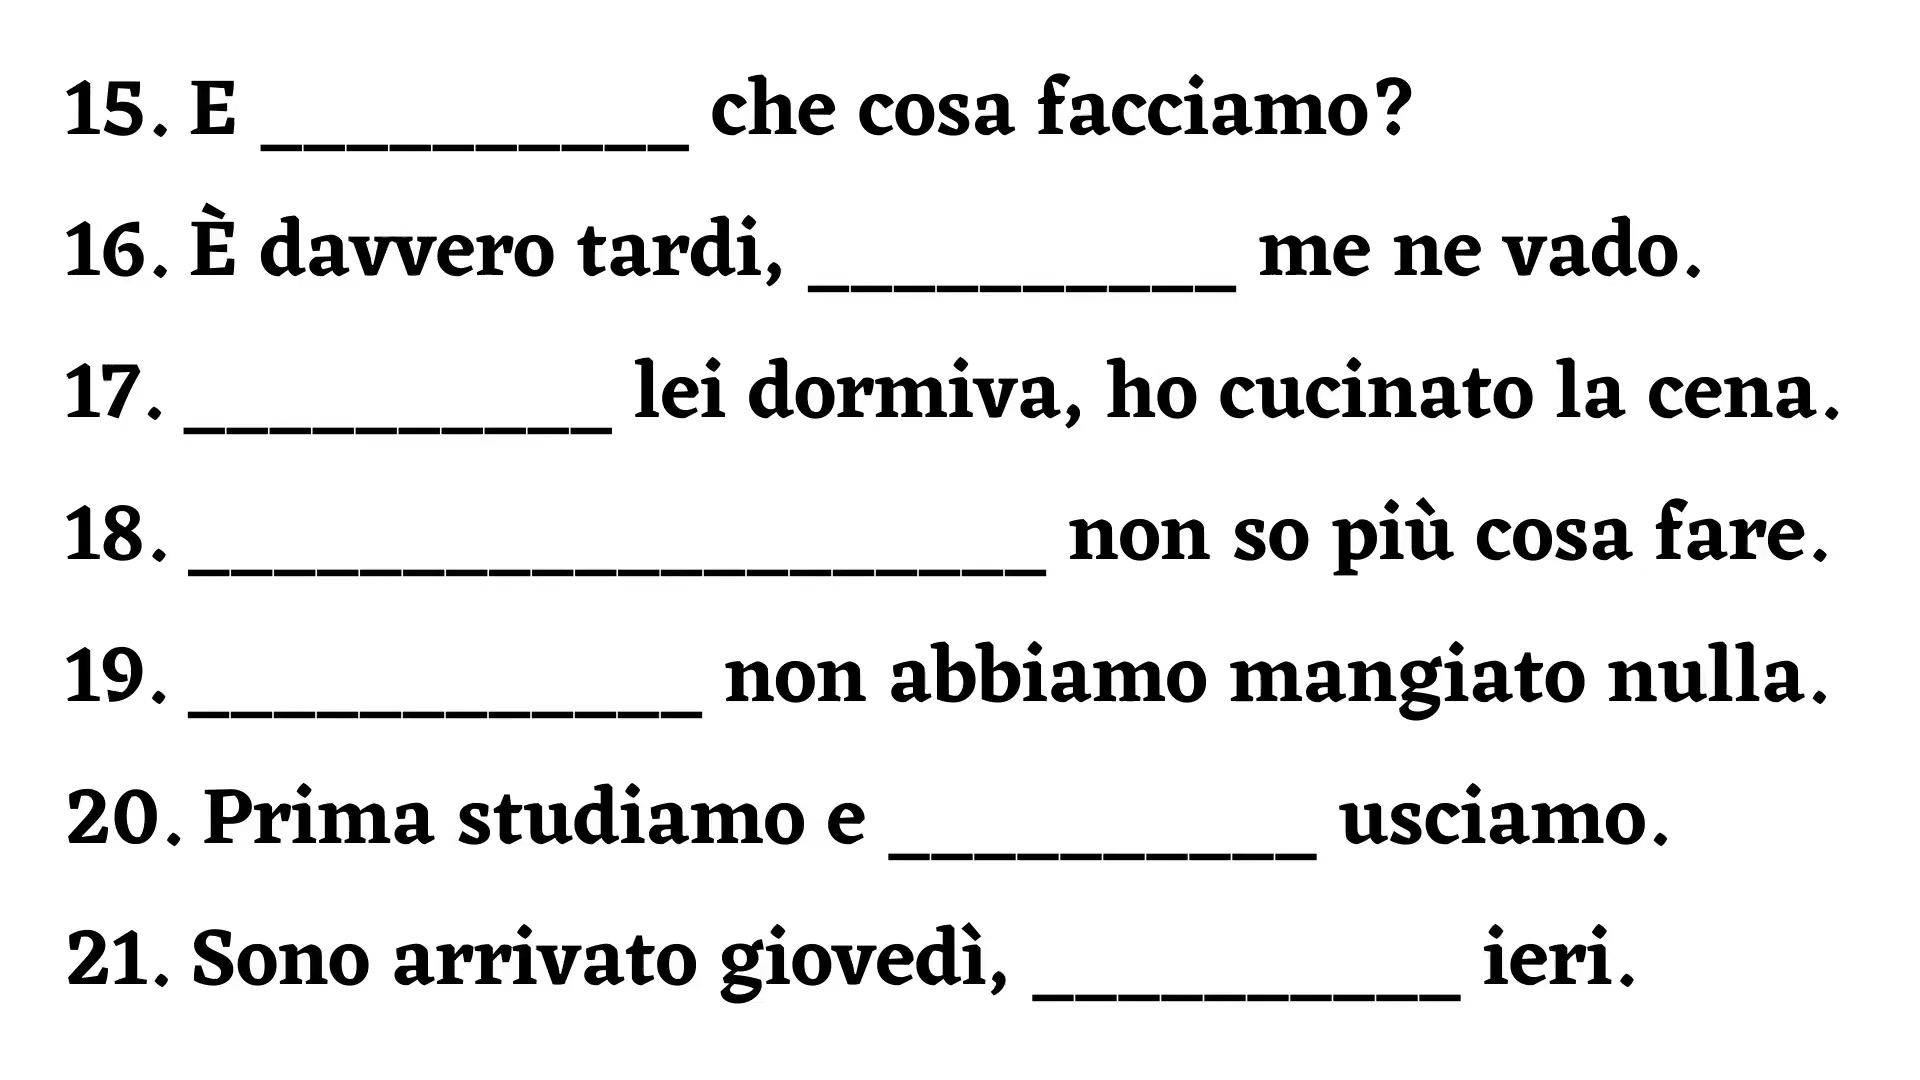 15. E __________ che cosa facciamo?
16. È davvero tardi, __________ me ne vado.
17. __________ lei dormiva, ho cucinato la cena.
18. ____________________ non so più cosa fare.
19. ____________ non abbiamo mangiato nulla.
20. Prima studiamo e __________ usciamo.
21. Sono arrivato giovedì, __________ ieri.